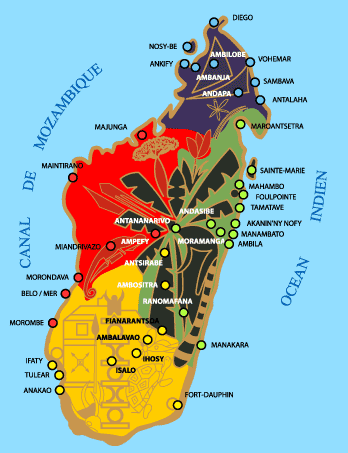 DIEGO
NOSY-BE
AMBILOBE
ANKIFY
VOHEMAR
AMBANJA
SAMBAVA
ANDAPA
ANTALAHA
CANAL DE MOZAMBIQUE
MAJUNGA
MAROANTSETRA
MAINTIRANO
SAINTE-MARIE
MAHAMBO
FOULPOINTE
TAMATAVE
ANDASIBE
ANTANANARIVO
AKANIN'NY NOFY
AMPEFY
MORAMANGA
MANAMBATO
MIANDRIVAZO
AMBILA
ANTSIRABE
OCEAN INDIEN
MORONDAVA
AMBOSITRA
BELO / MER
RANOMAFANA
MOROMBE
FIANARANTSOA
AMBALAVAO
MANAKARA
IHOSY
IFATY
ISALO
TULEAR
ANAKAO
FORT-DAUPHIN